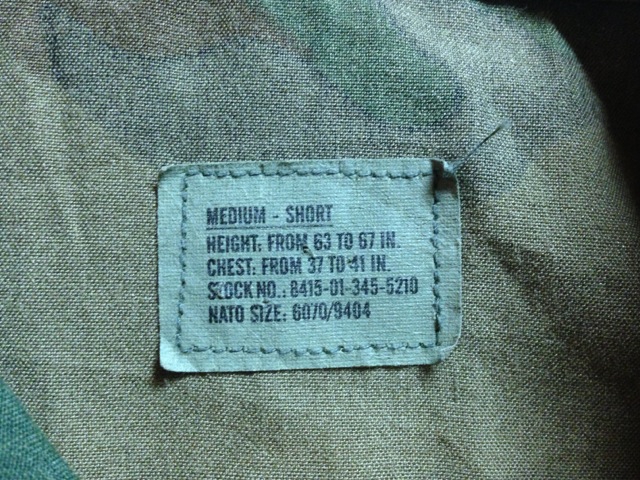 MEDIUM - SHORT
HEIGHT: FROM 63 TO 67 IN.
CHEST: FROM 37 TO 41 IN.
STOCK NO.: 8415-01-345-5210
NATO SIZE: 6070/9404